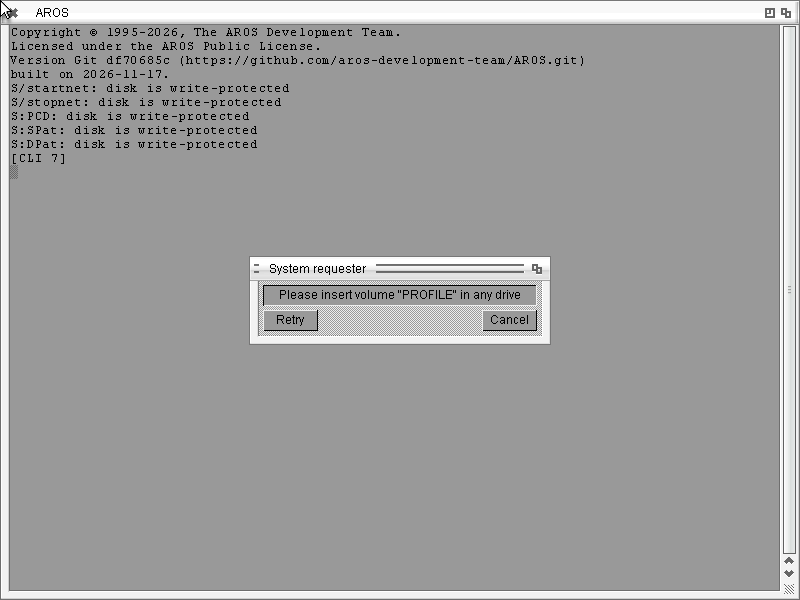 AROS
Copyright © 1995-2026, The AROS Development Team.
Licensed under the AROS Public License.
Version Git df70685c (https://github.com/aros-development-team/AROS.git)
built on 2026-11-17.
S/startnet: disk is write-protected
S/stopnet: disk is write-protected
S:PCD: disk is write-protected
S:SPat: disk is write-protected
S:DPat: disk is write-protected
[CLI 7]
System requester
Please insert volume "PROFILE" in any drive
Retry
Cancel